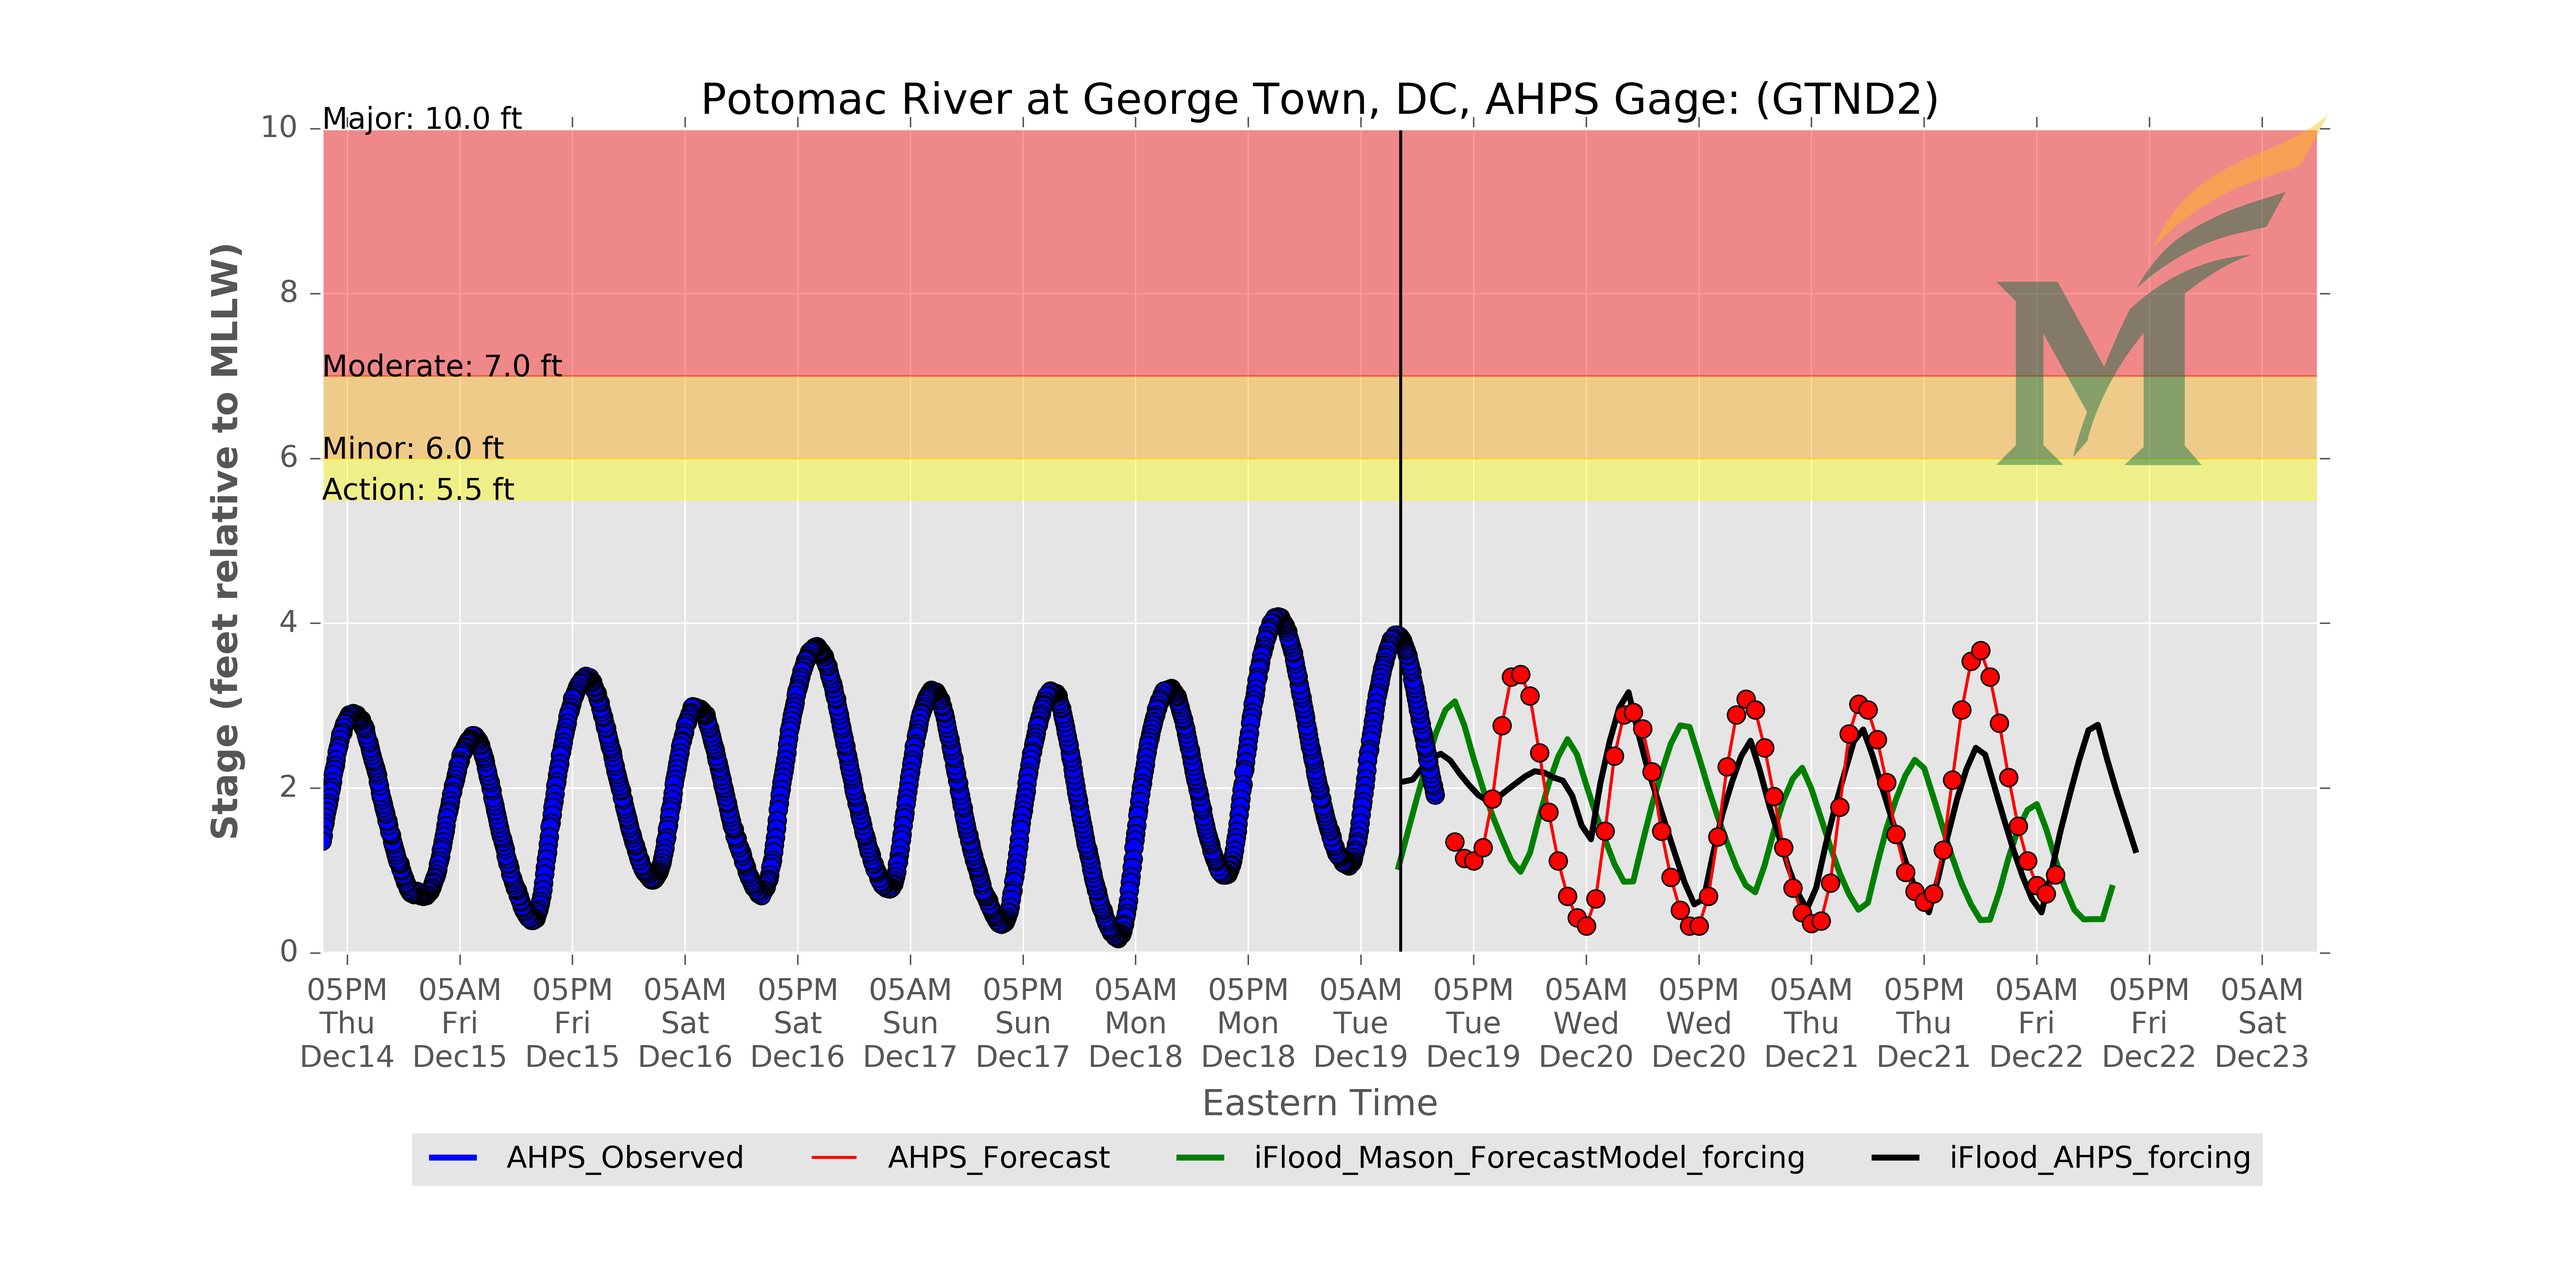 Potomac River at George Town, DC, AHPS Gage: (GTND2)
Major: 10.0 ft
Moderate: 7.0 ft
Minor: 6.0 ft
Action: 5.5 ft
10
8
6
4
2
0
Stage (feet relative to MLLW)
05PM 05AM 05PM 05AM 05PM 05AM 05PM 05AM 05PM 05AM 05PM 05AM 05PM 05AM 05PM 05AM 05PM 05AM
Thu Fri Fri Sat Sat Sun Sun Mon Mon Tue Tue Wed Wed Thu Thu Fri Fri Sat
Dec14 Dec15 Dec15 Dec16 Dec16 Dec17 Dec17 Dec18 Dec18 Dec19 Dec19 Dec20 Dec20 Dec21 Dec21 Dec22 Dec22 Dec23
Eastern Time
AHPS_Observed AHPS_Forecast iFlood_Mason_ForecastModel_forcing iFlood_AHPS_forcing
M